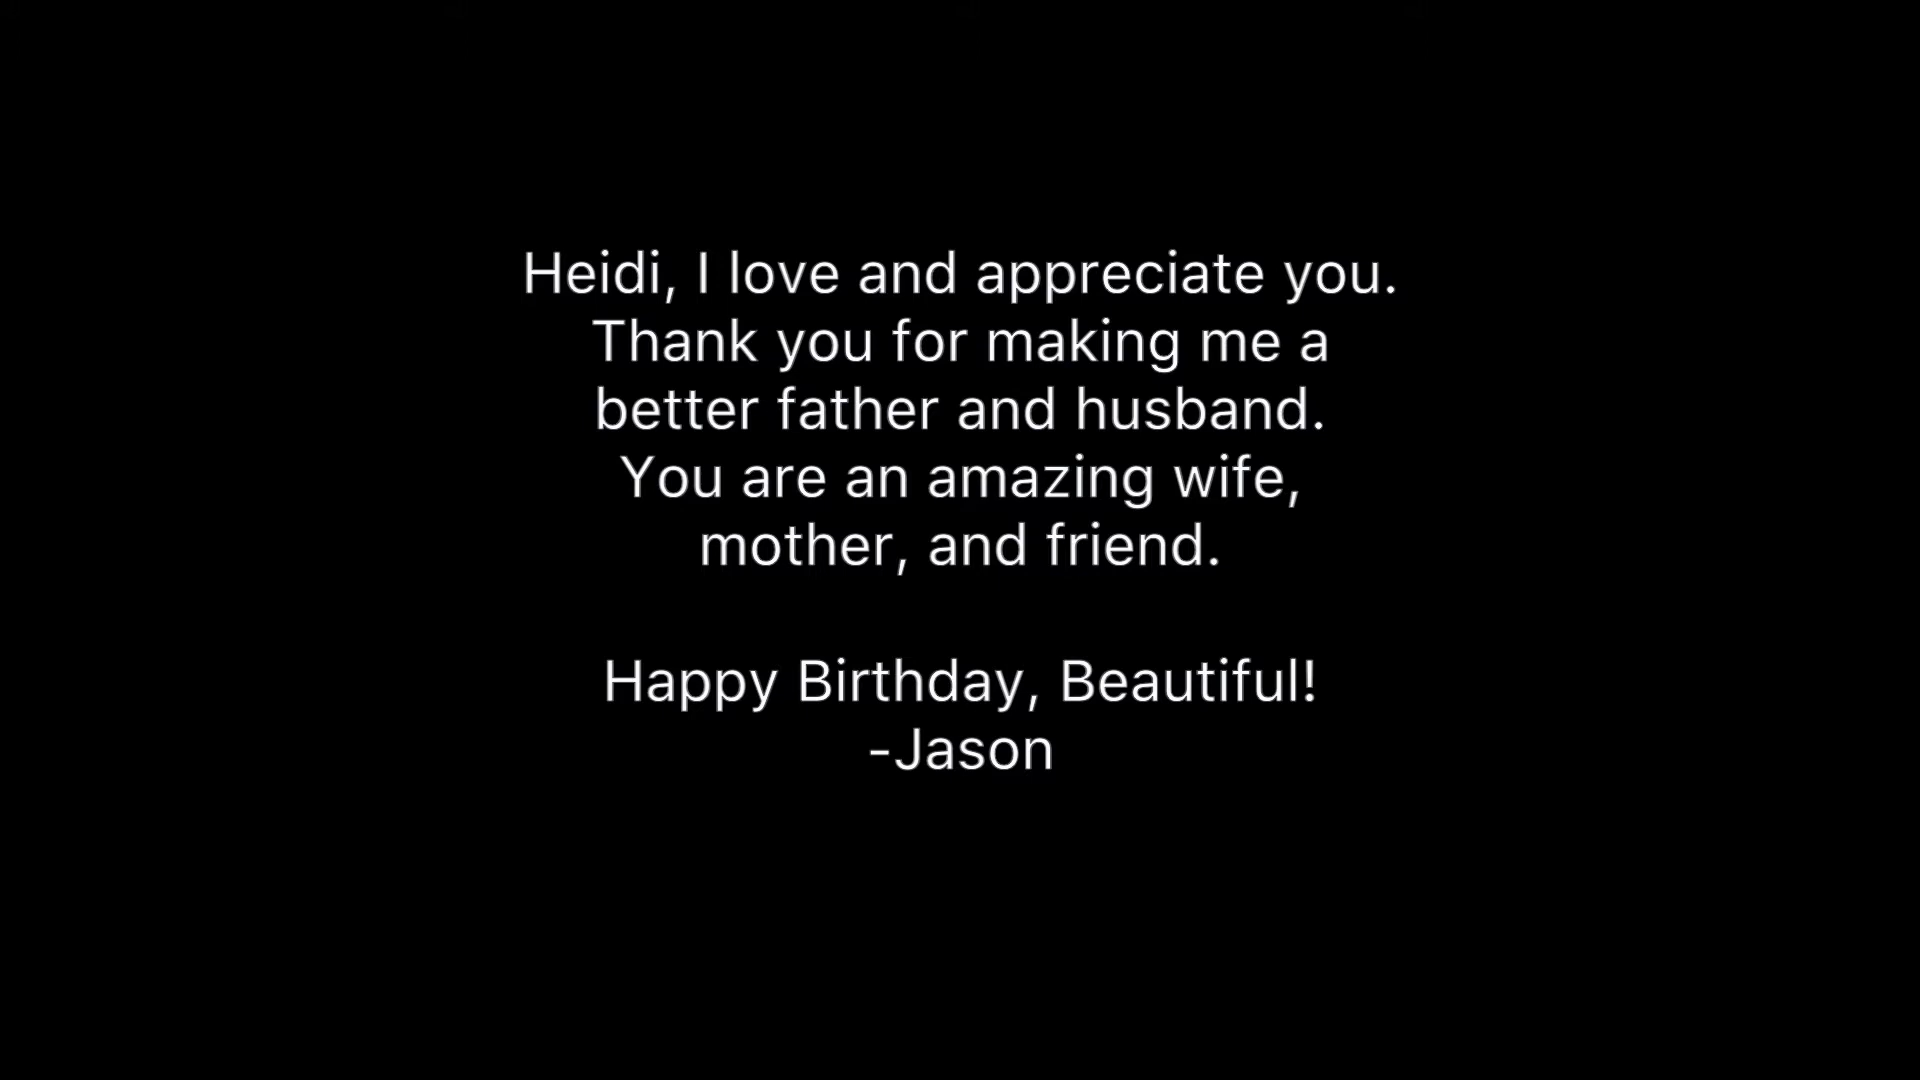 Heidi, I love and appreciate you.
Thank you for making me a
better father and husband.
You are an amazing wife,
mother, and friend.
Happy Birthday, Beautiful!
-Jason